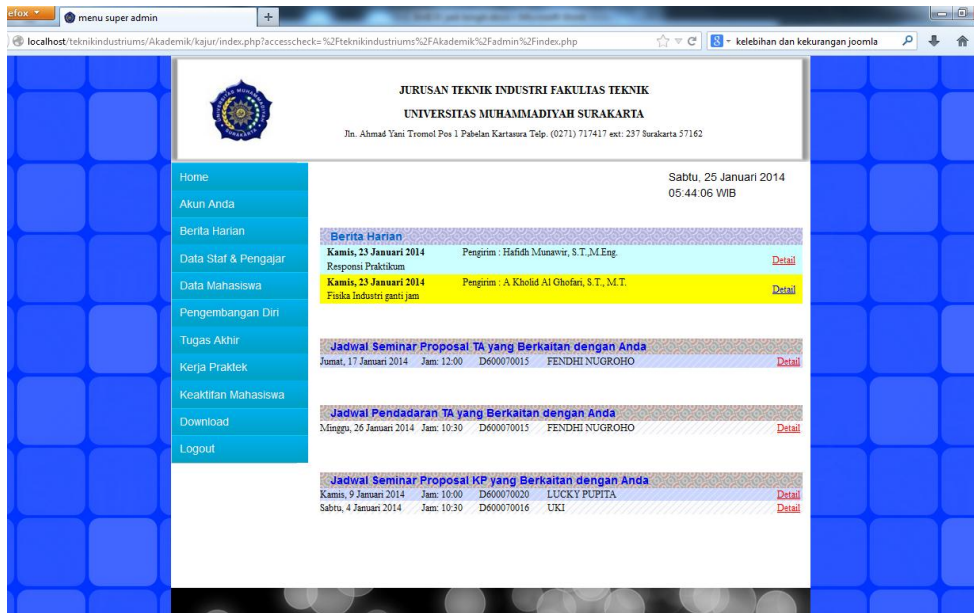 efox
menu super admin
localhost/teknikindustriums/Akademik/kajur/index.php?accesscheck=%2Fteknikindustriums%2FAkademik%2Fadmin%2Findex.php
kelebihan dan kekurangan joomla
JURUSAN TEKNIK INDUSTRI FAKULTAS TEKNIK
UNIVERSITAS MUHAMMADIYAH SURAKARTA
Jln. Ahmad Yani Tromol Pos 1 Pabelan Kartasura Telp. (0271) 717417 ext: 237 Surakarta 57162
Home
Akun Anda
Berita Harian
Data Staf & Pengajar
Data Mahasiswa
Pengembangan Diri
Tugas Akhir
Kerja Praktek
Keaktifan Mahasiswa
Download
Logout
Sabtu, 25 Januari 2014
05:44:06 WIB
Berita Harian
Kamis, 23 Januari 2014 Pengirim : Hafidh Munawir, S.T.,M.Eng.
Responsi Praktikum Detail
Kamis, 23 Januari 2014 Pengirim : A Kholid Al Ghofari, S.T., M.T.
Fisika Industri ganti jam Detail
Jadwal Seminar Proposal TA yang Berkaitan dengan Anda
Jumat, 17 Januari 2014 Jam: 12:00 D600070015 FENDHI NUGROHO Detail
Jadwal Pendadaran TA yang Berkaitan dengan Anda
Minggu, 26 Januari 2014 Jam: 10:30 D600070015 FENDHI NUGROHO Detail
Jadwal Seminar Proposal KP yang Berkaitan dengan Anda
Kamis, 9 Januari 2014 Jam: 10:00 D600070020 LUCKY PUPITA Detail
Sabtu, 4 Januari 2014 Jam: 10:30 D600070016 UKI Detail